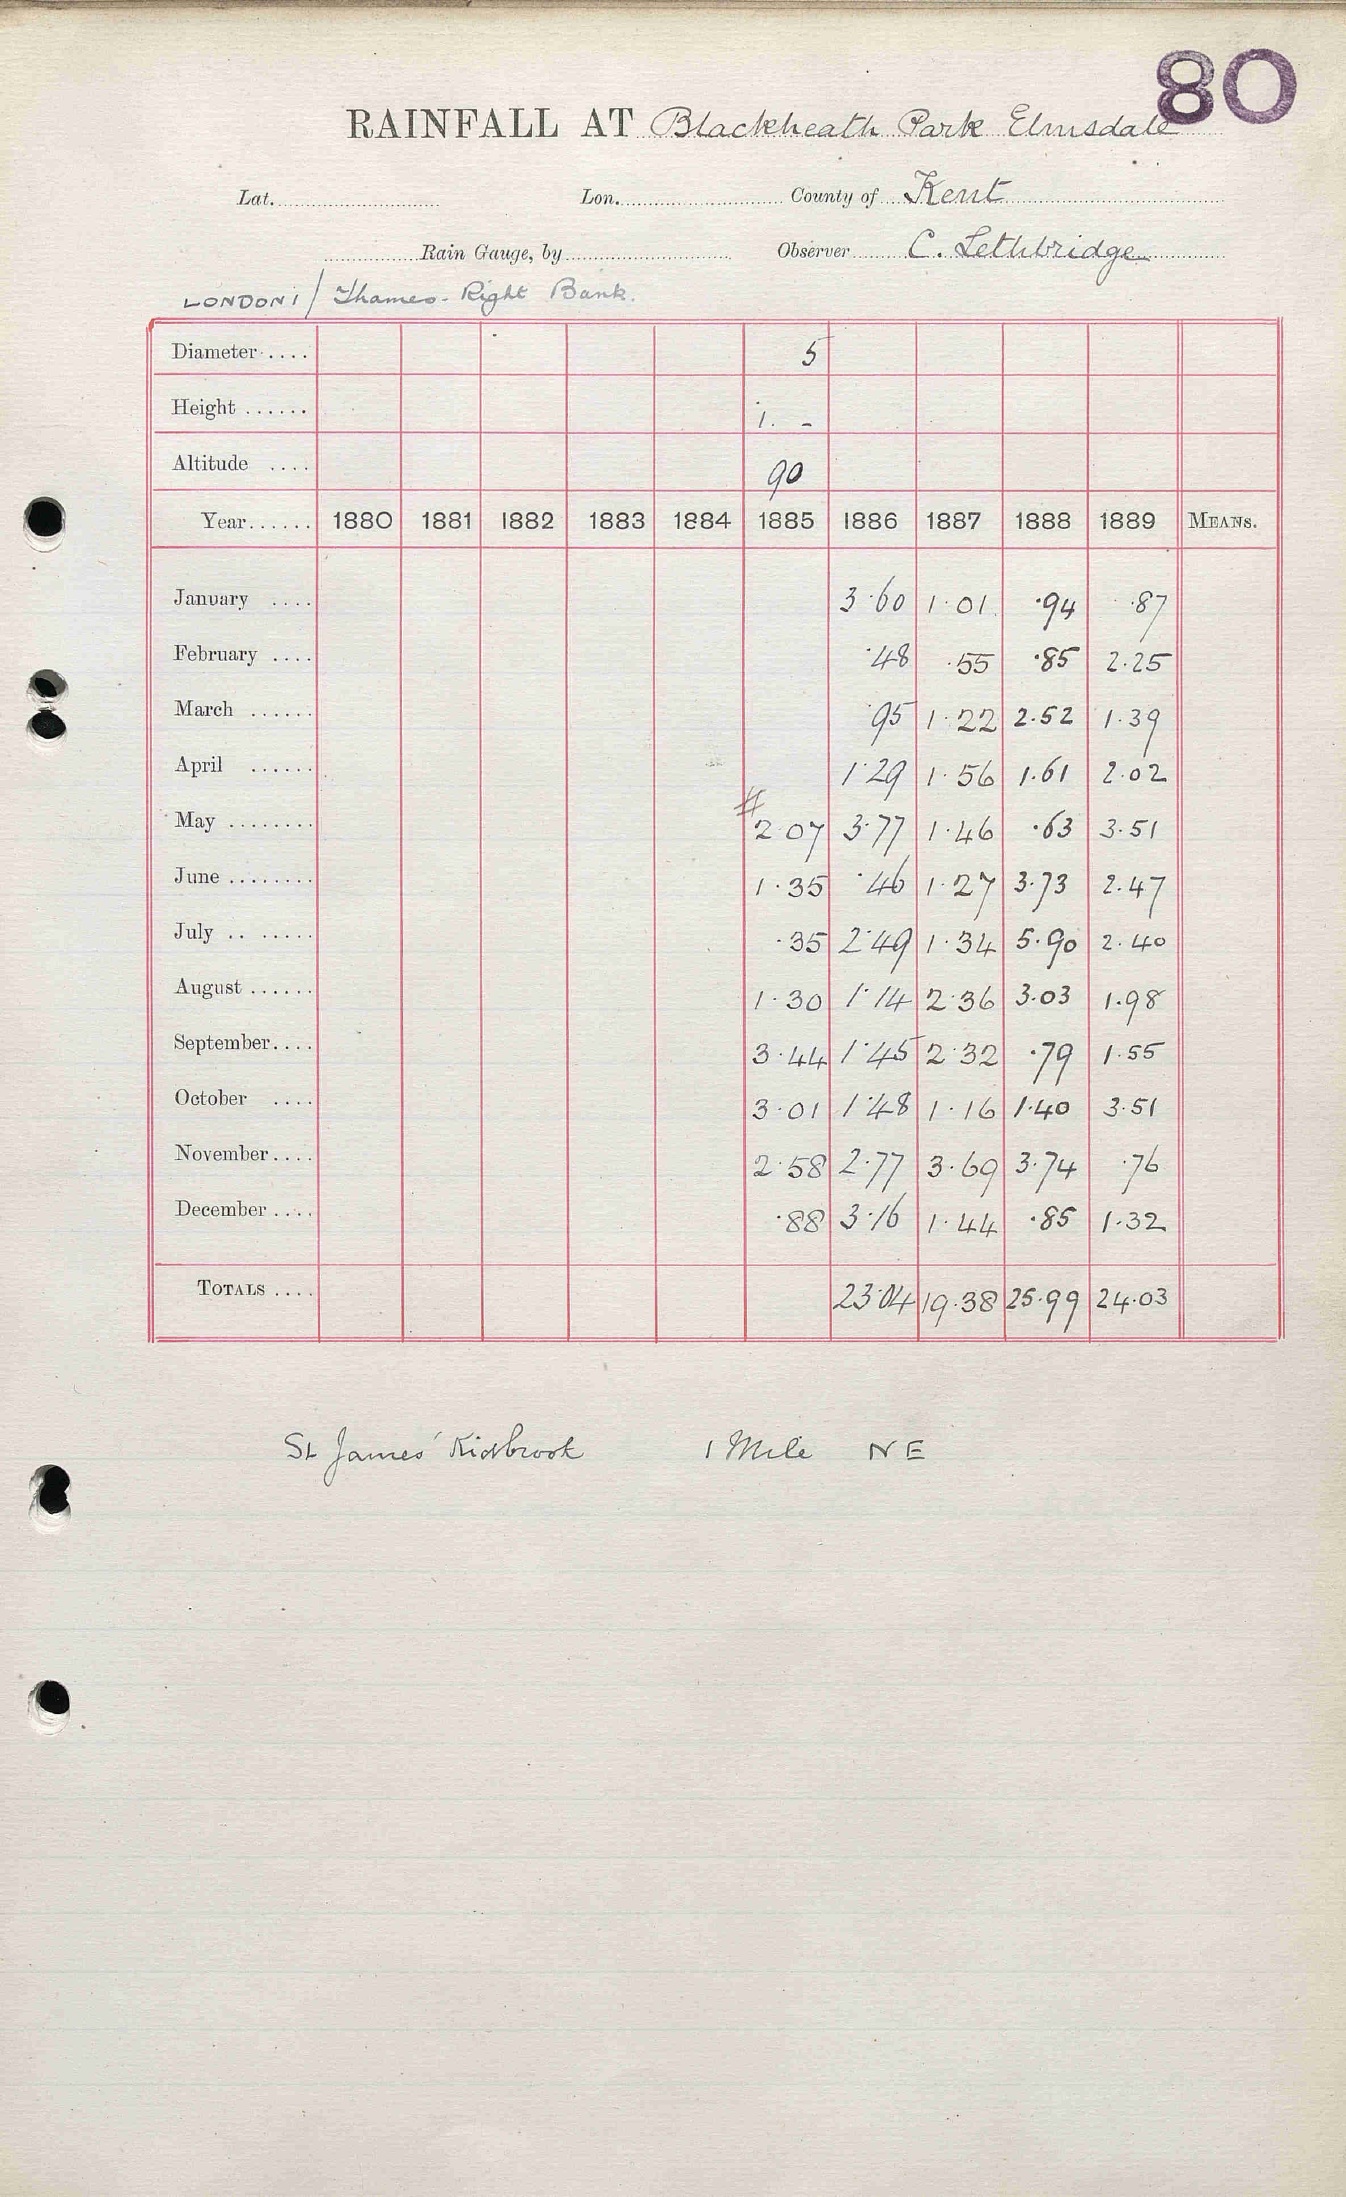 80
RAINFALL AT Blackheath Park Elmsdale
Lat. Lon. County of Kent
Rain Gauge, by Observer C. Lethbridge
LONDON 1/ Thames - Right Bank.
Diameter .... 5
Height ...... 1. -
Altitude .... 90
Year...... 1880 1881 1882 1883 1884 1885 1886 1887 1888 1889 MEANS.
January .... 3·60 1·01 ·94 ·87
February .... ·48 ·55 ·85 2·25
March ...... ·95 1·22 2·52 1·39
April ...... 1·29 1·56 1·61 2·02
May ........ # 2·07 3·77 1·46 ·63 3·51
June ........ 1·35 ·46 1·27 3·73 2·47
July .. ..... ·35 2·49 1·34 5·90 2·40
August ...... 1·30 1·14 2·36 3·03 1·98
September.... 3·44 1·45 2·32 ·79 1·55
October .... 3·01 1·48 1·16 1·40 3·51
November .... 2·58 2·77 3·69 3·74 ·76
December .... ·88 3·16 1·44 ·85 1·32
TOTALS .... 23·04 19·38 25·99 24·03
St James' Kidbrook 1 Mile NE